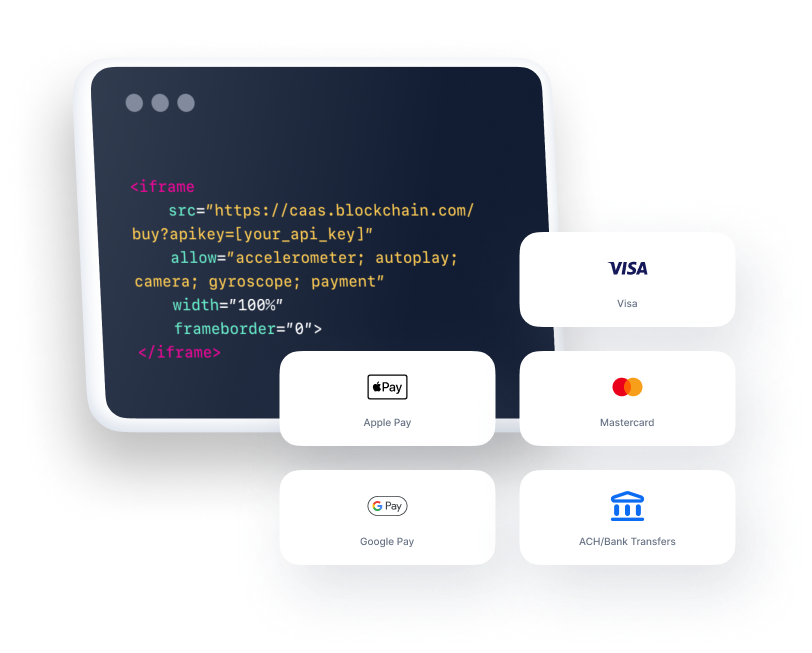 <iframe
src="https://caas.blockchain.com/
buy?apikey=[your_api_key]"
allow="accelerometer; autoplay;
camera; gyroscope; payment"
width="100%"
frameborder="0">
</iframe>
VISA
Visa
Pay
Apple Pay
Mastercard
G Pay
Google Pay
ACH/Bank Transfers